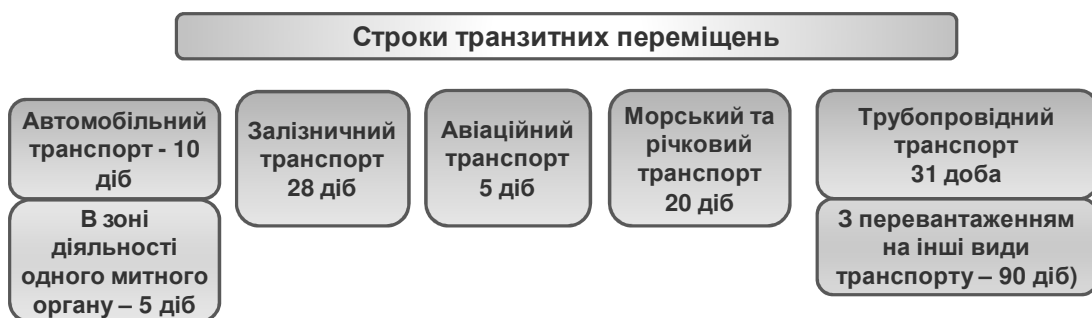 Строки транзитних переміщень
Автомобільний
транспорт - 10
діб
В зоні
діяльності
одного митного
органу – 5 діб
Залізничний
транспорт
28 діб
Авіаційний
транспорт
5 діб
Морський та
річковий
транспорт
20 діб
Трубопровідний
транспорт
31 доба
З перевантаженням
на інші види
транспорту – 90 діб)